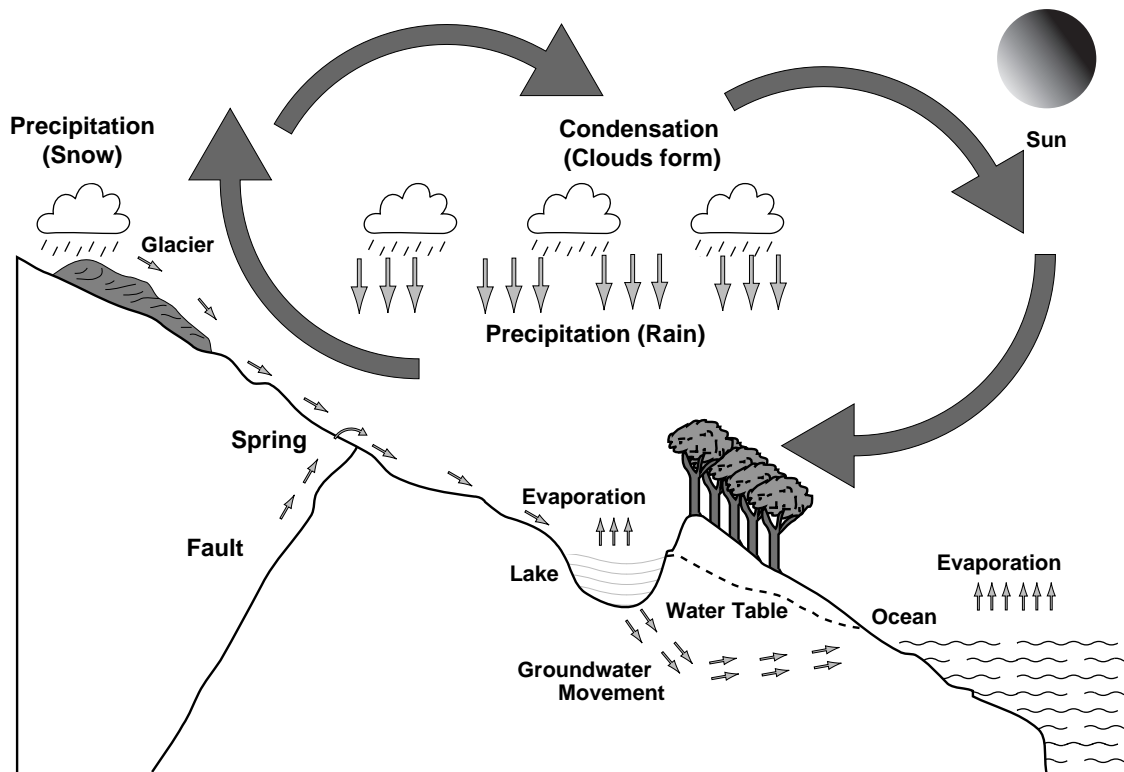 Sun
Precipitation
(Snow)
Condensation
(Clouds form)
Glacier
Precipitation (Rain)
Spring
Evaporation
Fault
Lake
Evaporation
Water Table
Ocean
Groundwater
Movement